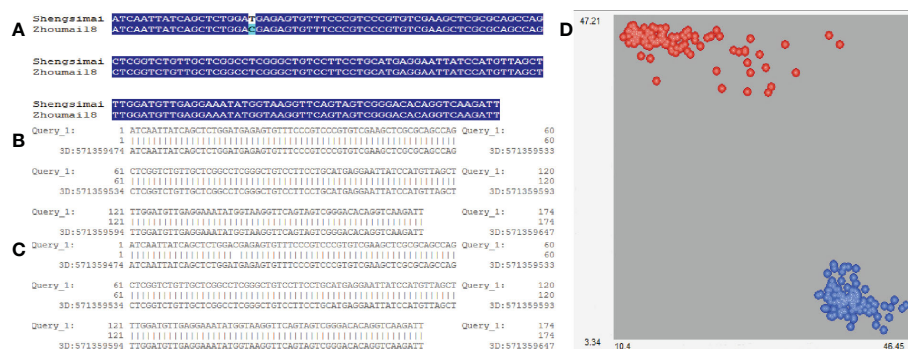 A
Shengsimai ATCAATTATCAGCTCTGGATGAGAGTGTTTCCCGTCCCGTGTCGAAGCTCGCGCAGCCAG
Zhoumai18 ATCAATTATCAGCTCTGGACGAGAGTGTTTCCCGTCCCGTGTCGAAGCTCGCGCAGCCAG
Shengsimai CTCGGTCTGTTGCTCGGCCTCGGGCTGTCCTTCCTGCATGAGGAATTATCCATGTTAGCT
Zhoumai18 CTCGGTCTGTTGCTCGGCCTCGGGCTGTCCTTCCTGCATGAGGAATTATCCATGTTAGCT
Shengsimai TTGGATGTTGAGGAAATATGGTAAGGTTCAGTAGTCGGGACACAGGTCAAGATT
Zhoumai18 TTGGATGTTGAGGAAATATGGTAAGGTTCAGTAGTCGGGACACAGGTCAAGATT
B
Query_1: 1 ATCAATTATCAGCTCTGGATGAGAGTGTTTCCCGTCCCGTGTCGAAGCTCGCGCAGCCAG Query_1: 60
1 60
3D:571359474 ATCAATTATCAGCTCTGGATGAGAGTGTTTCCCGTCCCGTGTCGAAGCTCGCGCAGCCAG 3D:571359533
Query_1: 61 CTCGGTCTGTTGCTCGGCCTCGGGCTGTCCTTCCTGCATGAGGAATTATCCATGTTAGCT Query_1: 120
61 120
3D:571359534 CTCGGTCTGTTGCTCGGCCTCGGGCTGTCCTTCCTGCATGAGGAATTATCCATGTTAGCT 3D:571359593
Query_1: 121 TTGGATGTTGAGGAAATATGGTAAGGTTCAGTAGTCGGGACACAGGTCAAGATT Query_1: 174
121 174
3D:571359594 TTGGATGTTGAGGAAATATGGTAAGGTTCAGTAGTCGGGACACAGGTCAAGATT 3D:571359647
C
Query_1: 1 ATCAATTATCAGCTCTGGACGAGAGTGTTTCCCGTCCCGTGTCGAAGCTCGCGCAGCCAG Query_1: 60
1 60
3D:571359474 ATCAATTATCAGCTCTGGATGAGAGTGTTTCCCGTCCCGTGTCGAAGCTCGCGCAGCCAG 3D:571359533
Query_1: 61 CTCGGTCTGTTGCTCGGCCTCGGGCTGTCCTTCCTGCATGAGGAATTATCCATGTTAGCT Query_1: 120
61 120
3D:571359534 CTCGGTCTGTTGCTCGGCCTCGGGCTGTCCTTCCTGCATGAGGAATTATCCATGTTAGCT 3D:571359593
Query_1: 121 TTGGATGTTGAGGAAATATGGTAAGGTTCAGTAGTCGGGACACAGGTCAAGATT Query_1: 174
121 174
3D:571359594 TTGGATGTTGAGGAAATATGGTAAGGTTCAGTAGTCGGGACACAGGTCAAGATT 3D:571359647
D
47.21
3.34
10.4 46.45